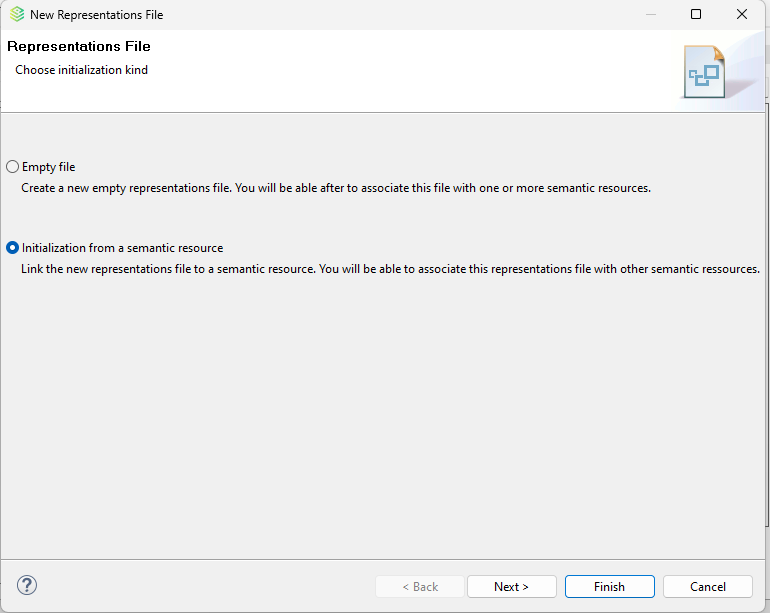 New Representations File
Representations File
Choose initialization kind
Empty file
Create a new empty representations file. You will be able after to associate this file with one or more semantic resources.
Initialization from a semantic resource
Link the new representations file to a semantic resource. You will be able to associate this representations file with other semantic ressources.
?
< Back
Next >
Finish
Cancel